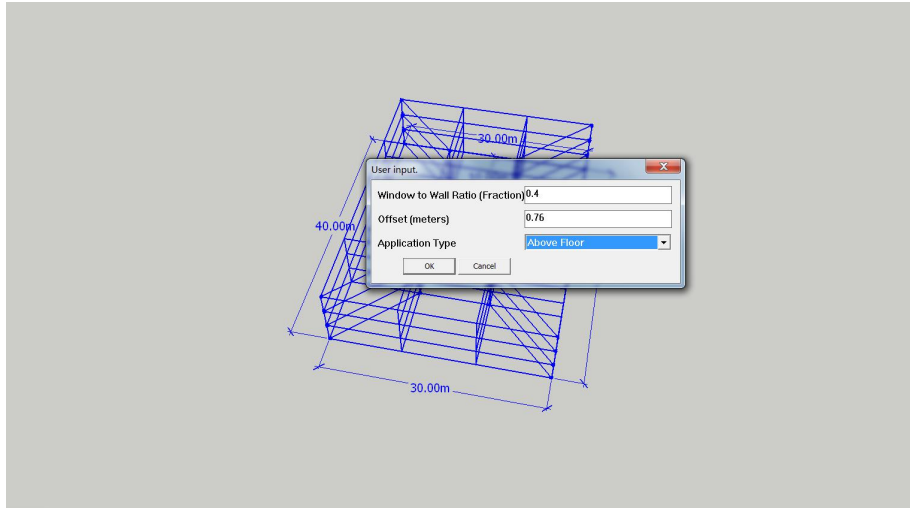 30.00m
User input.
Window to Wall Ratio (Fraction) 0.4
Offset (meters) 0.76
Application Type Above Floor
OK Cancel
40.00m
30.00m